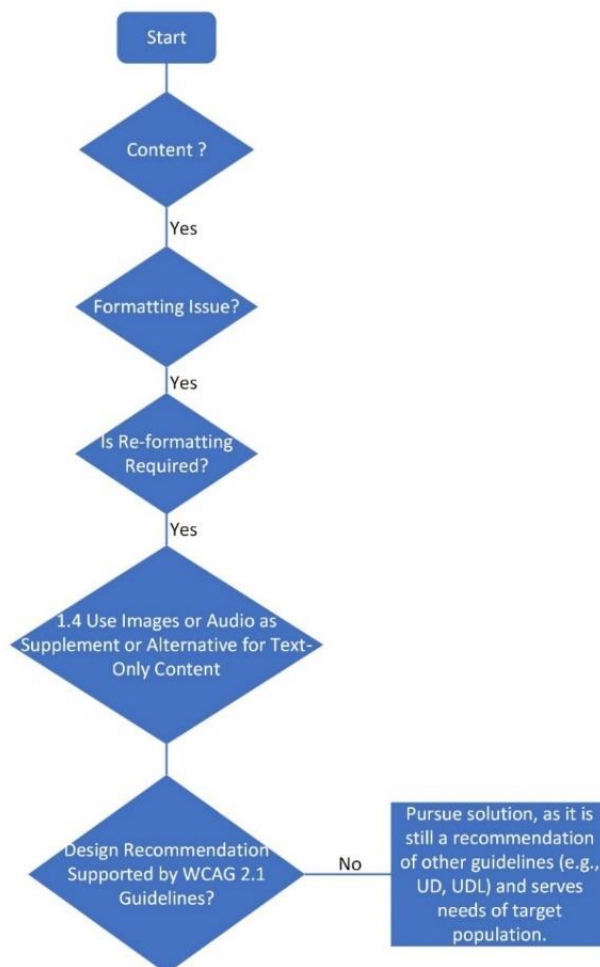 Start
Content ?
Yes
Formatting Issue?
Yes
Is Re-formatting
Required?
Yes
1.4 Use Images or Audio as
Supplement or Alternative for Text-
Only Content
Design Recommendation
Supported by WCAG 2.1
Guidelines?
No
Pursue solution, as it is
still a recommendation
of other guidelines (e.g.,
UD, UDL) and serves
needs of target
population.